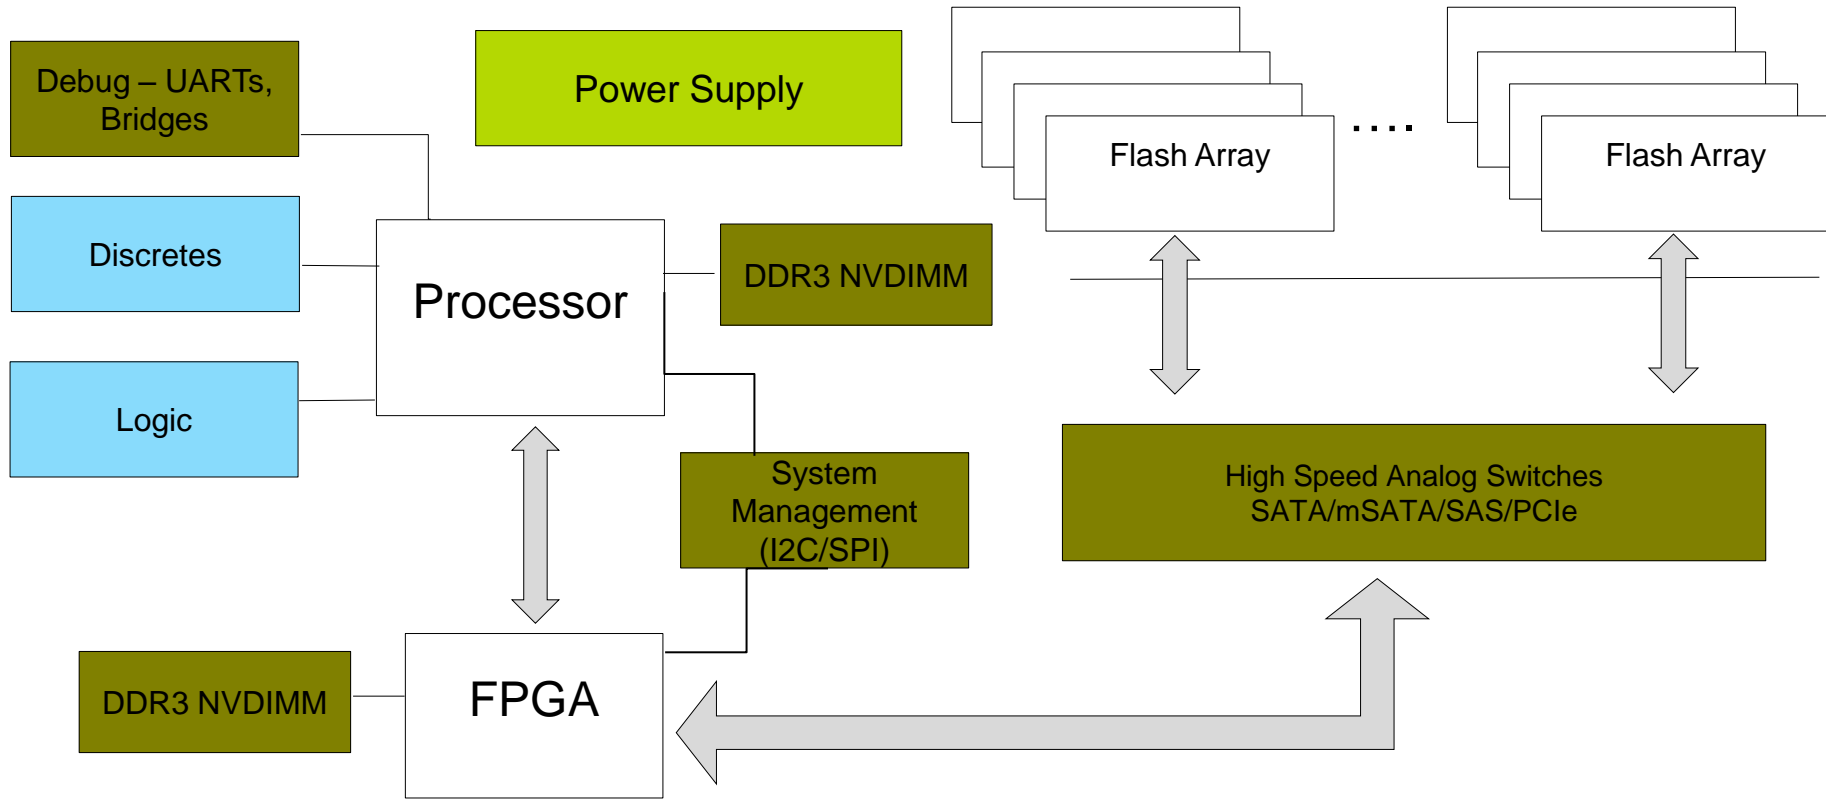 Debug – UARTs,
Bridges
Power Supply
Flash Array
....
Flash Array
Discretes
Processor
DDR3 NVDIMM
Logic
System
Management
(I2C/SPI)
High Speed Analog Switches
SATA/mSATA/SAS/PCIe
DDR3 NVDIMM
FPGA